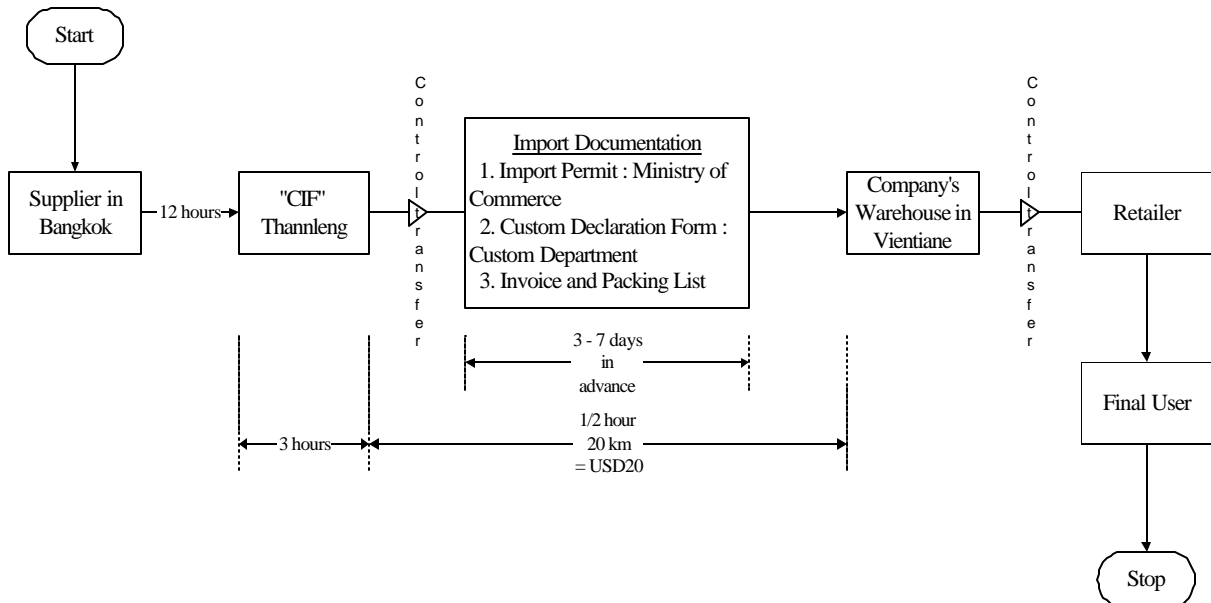 Start
Supplier in
Bangkok
12 hours
"CIF"
Thannleng
Control transfer
Import Documentation
1. Import Permit : Ministry of
Commerce
2. Custom Declaration Form :
Custom Department
3. Invoice and Packing List
Company's
Warehouse in
Vientiane
Control transfer
Retailer
3 - 7 days
in
advance
Final User
3 hours
1/2 hour
20 km
= USD20
Stop